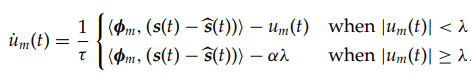 u̇ₘ(t) = 1/τ { ⟨ϕₘ, (s(t) − ŝ(t))⟩ − uₘ(t) when |uₘ(t)| < λ
⟨ϕₘ, (s(t) − ŝ(t))⟩ − αλ when |uₘ(t)| ≥ λ.